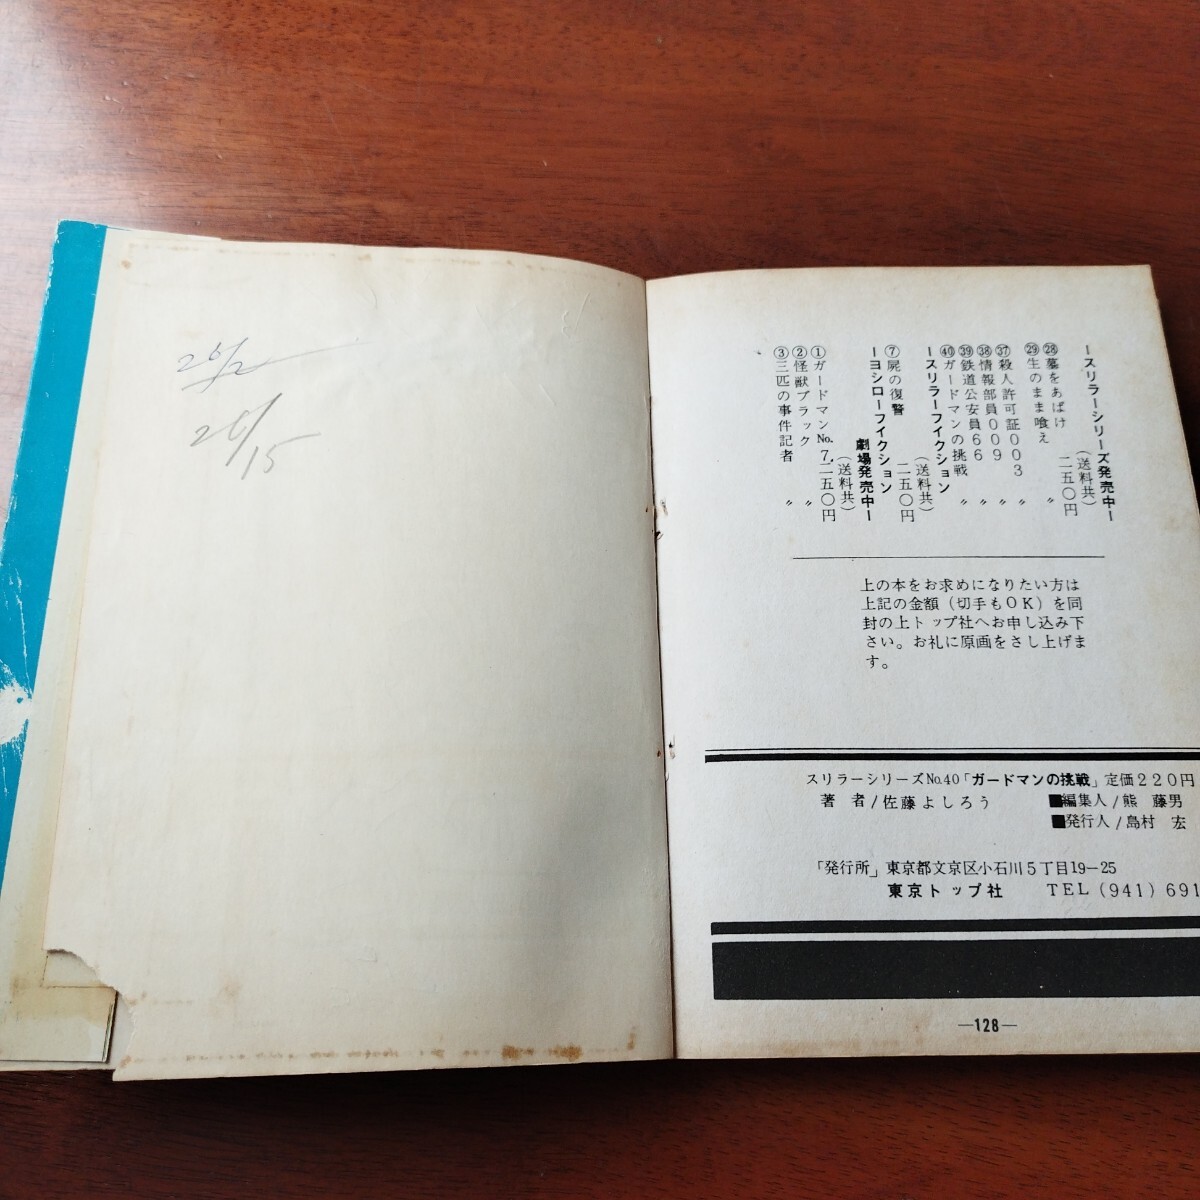 26/2
26/15
ースリラーシリーズ発売中ー
(送料共)
二五〇円
㉘墓をあばけ 〃
㉙生のまま喰え
㊲殺人許可証003 〃
㊳情報部員009 〃
㊴鉄道公安員66 〃
㊵ガードマンの挑戦
ースリラーフイクション
(送料共)
二五〇円
⑦屍の復讐
ーヨシローフイクション
劇場発売中ー
(送料共)
①ガードマンNo.7.二五〇円
②怪獣ブラック 〃
③三匹の事件記者 〃
上の本をお求めになりたい方は
上記の金額(切手もOK)を同
封の上トップ社へお申し込み下
さい。お礼に原画をさし上げま
す。
スリラーシリーズNo.40「ガードマンの挑戦」定価220円
著 者/佐藤よしろう ■編集人/熊 藤男
■発行人/島村 宏
「発行所」東京都文京区小石川5丁目19-25
東京トップ社 TEL(941)691
—128—